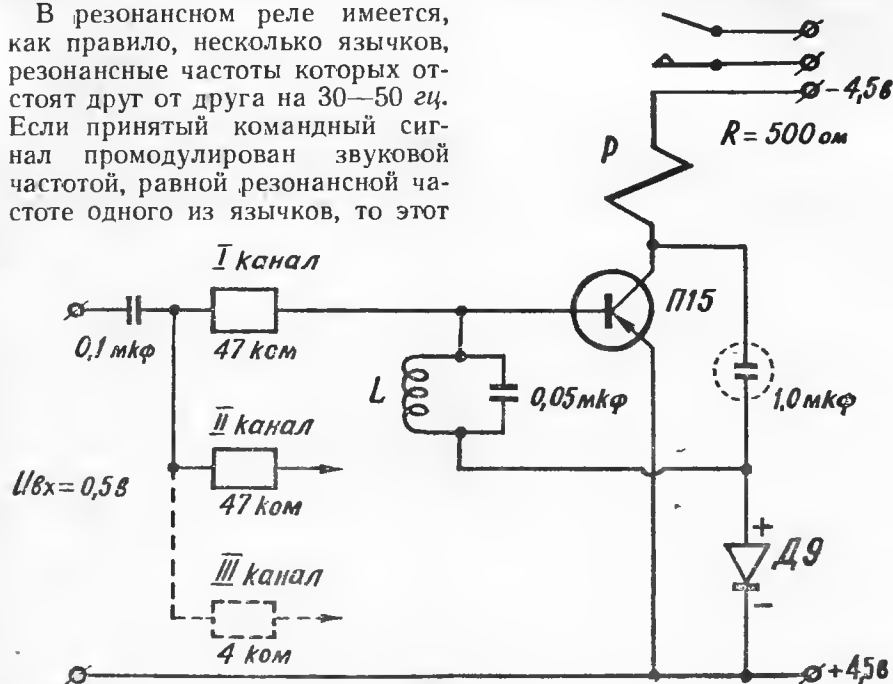 В резонансном реле имеется,
как правило, несколько язычков,
резонансные частоты которых от-
стоят друг от друга на 30—50 гц.
Если принятый командный сиг-
нал промодулирован звуковой
частотой, равной резонансной ча-
стоте одного из язычков, то этот
-4,5в
R = 500 ом
Р
I канал
П15
0,1 мкф
47 ком
L
0,05 мкф
1,0 мкф
II канал
Uвх = 0,5в
47 ком
+
Д9
III канал
-
4 ком
+4,5в